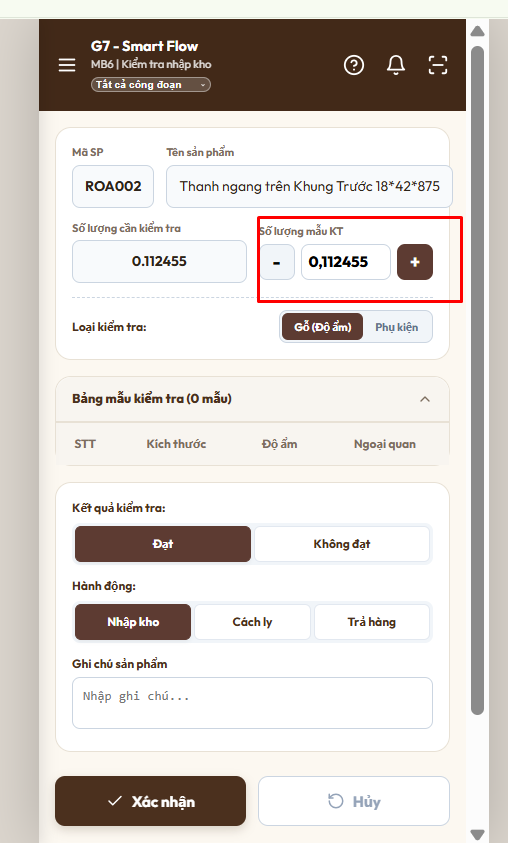 G7 - Smart Flow
MB6 | Kiểm tra nhập kho
Tất cả công đoạn
Mã SP
Tên sản phẩm
ROA002
Thanh ngang trên Khung Trước 18*42*875
Số lượng cần kiểm tra
Số lượng mẫu KT
0.112455
-
0,112455
+
Loại kiểm tra:
Gỗ (Độ ẩm)
Phụ kiện
Bảng mẫu kiểm tra (0 mẫu)
STT
Kích thước
Độ ẩm
Ngoại quan
Kết quả kiểm tra:
Đạt
Không đạt
Hành động:
Nhập kho
Cách ly
Trả hàng
Ghi chú sản phẩm
Nhập ghi chú...
Xác nhận
Hủy